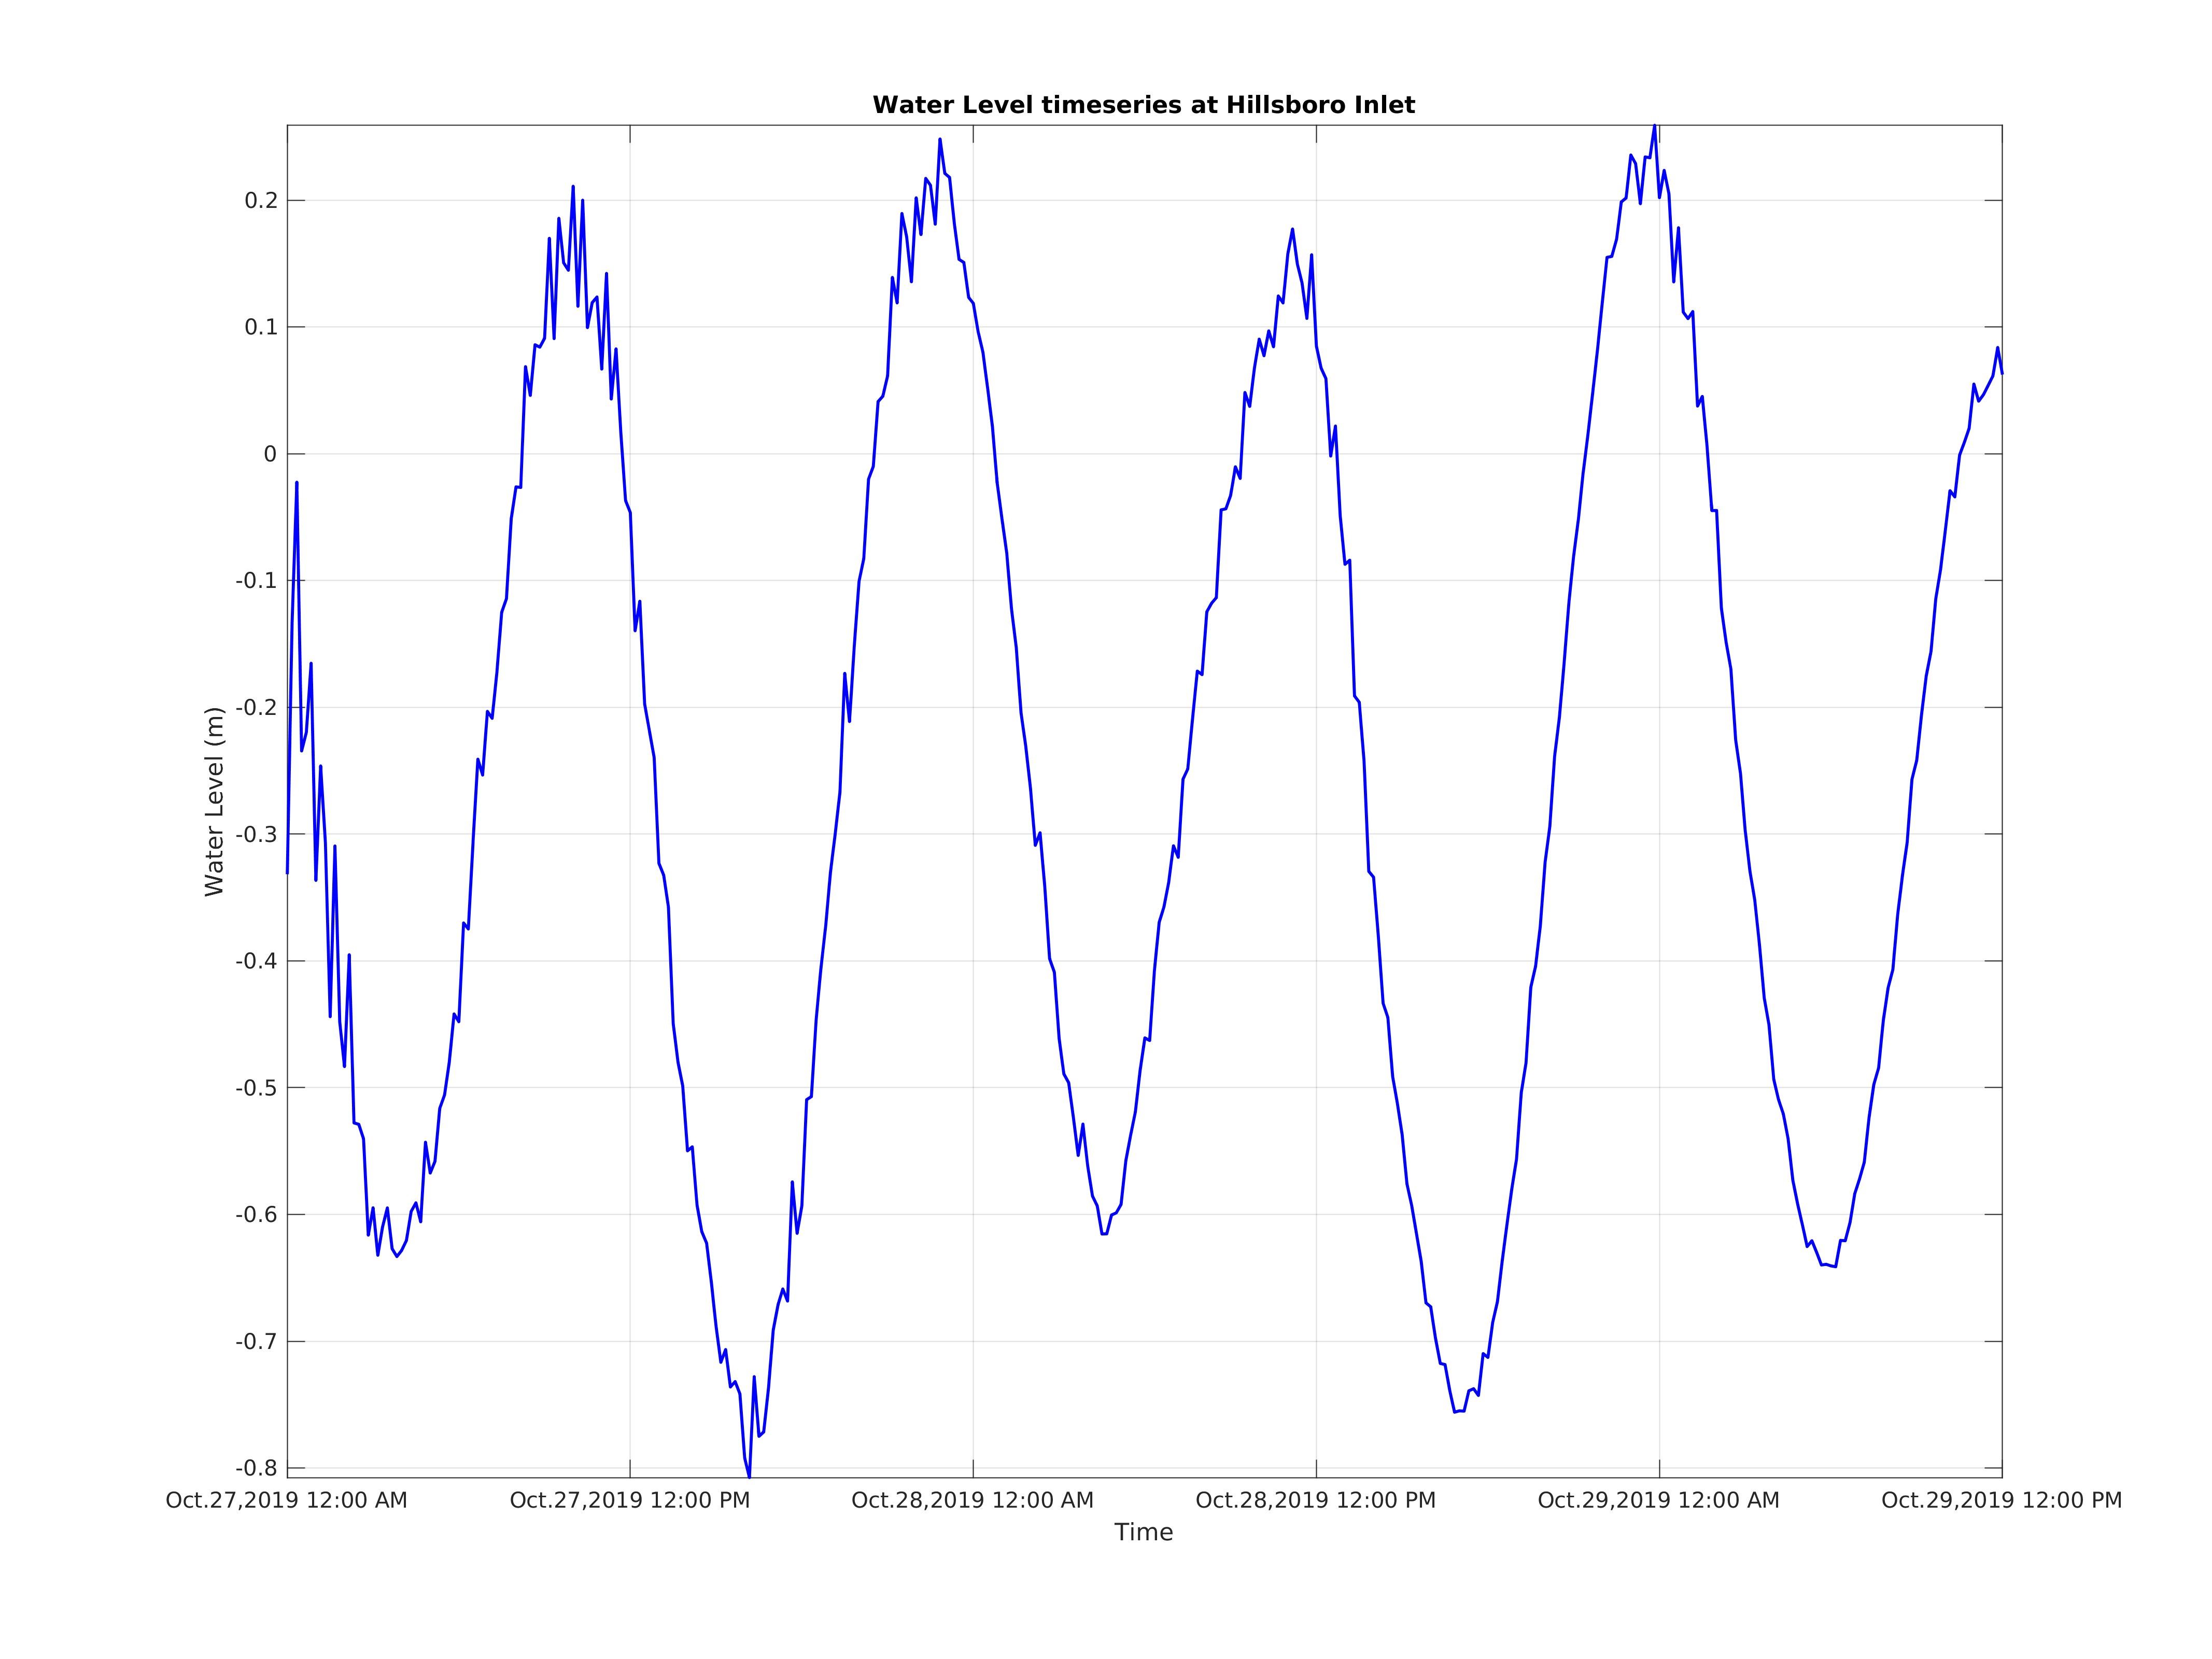 Water Level timeseries at Hillsboro Inlet
0.2
0.1
0
-0.1
-0.2
-0.3
-0.4
-0.5
-0.6
-0.7
-0.8
Water Level (m)
Oct.27,2019 12:00 AM Oct.27,2019 12:00 PM Oct.28,2019 12:00 AM Oct.28,2019 12:00 PM Oct.29,2019 12:00 AM Oct.29,2019 12:00 PM
Time